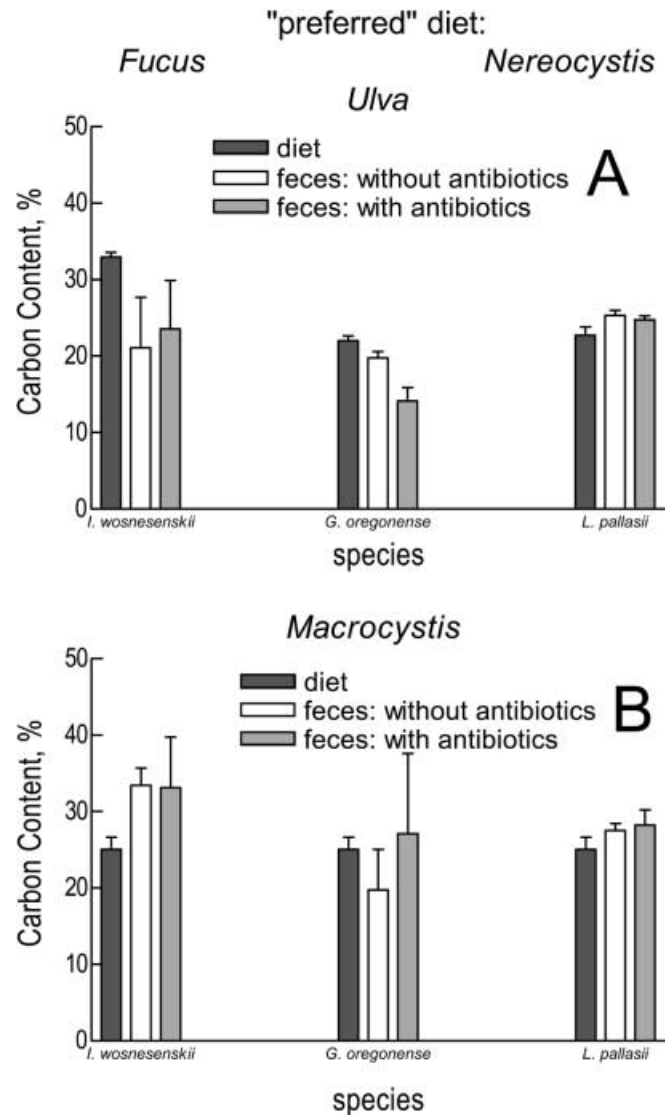 "preferred" diet:
Fucus Nereocystis
Ulva
50
40
30
20
10
0
Carbon Content, %
diet
feces: without antibiotics
feces: with antibiotics
A
I. wosnesenskii G. oregonense L. pallasii
species
Macrocystis
50
40
30
20
10
0
Carbon Content, %
diet
feces: without antibiotics
feces: with antibiotics
B
I. wosnesenskii G. oregonense L. pallasii
species